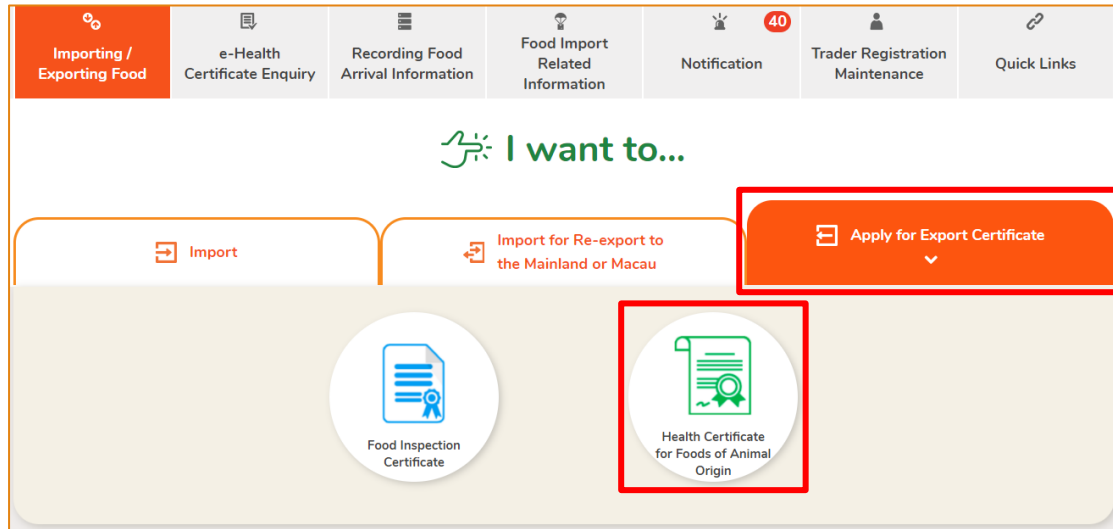 Importing /
Exporting Food
e-Health
Certificate Enquiry
Recording Food
Arrival Information
Food Import
Related
Information
40
Notification
Trader Registration
Maintenance
Quick Links
I want to...
Import
Import for Re-export to
the Mainland or Macau
Apply for Export Certificate
Food Inspection
Certificate
Health Certificate
for Foods of Animal
Origin